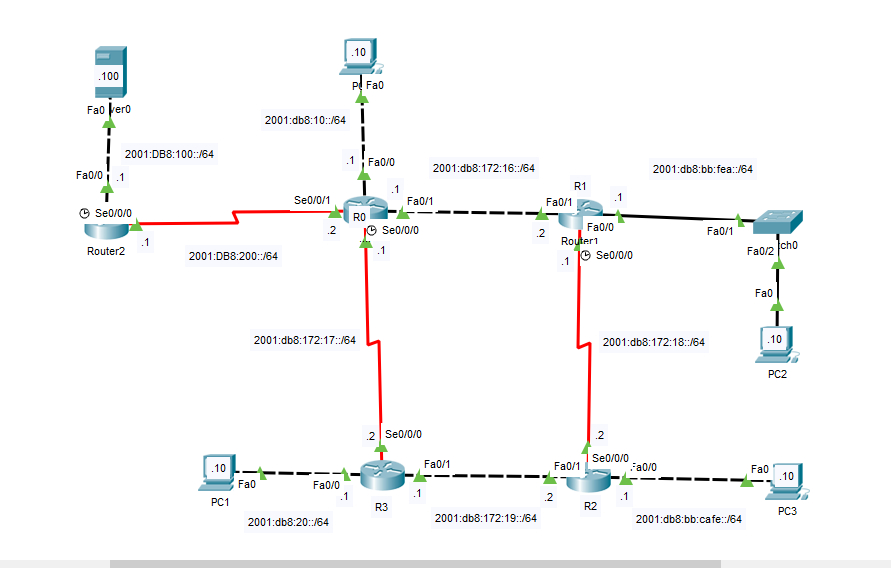 .100
.10
P
Fa0
Fa0
ver0
2001:db8:10::/64
2001:DB8:100::/64
.1
Fa0/0
2001:db8:172:16::/64
2001:db8:bb:fea::/64
Fa0/0
.1
Se0/0/1
.1
Fa0/1
R1
Fa0/1
.1
Se0/0/0
R0
Fa0/0
Fa0/1
.2
Se0/0/0
.2
Router1
ch0
.1
.1
Router2
.1
Se0/0/0
Fa0/2
2001:DB8:200::/64
Fa0
2001:db8:172:17::/64
2001:db8:172:18::/64
.10
PC2
.2
Se0/0/0
.2
.10
Fa0/1
Fa0/1
Se0/0/0
Fa0/0
Fa0
.10
Fa0
Fa0/0
.1
.1
.2
.1
PC1
R3
R2
PC3
2001:db8:20::/64
2001:db8:172:19::/64
2001:db8:bb:cafe::/64